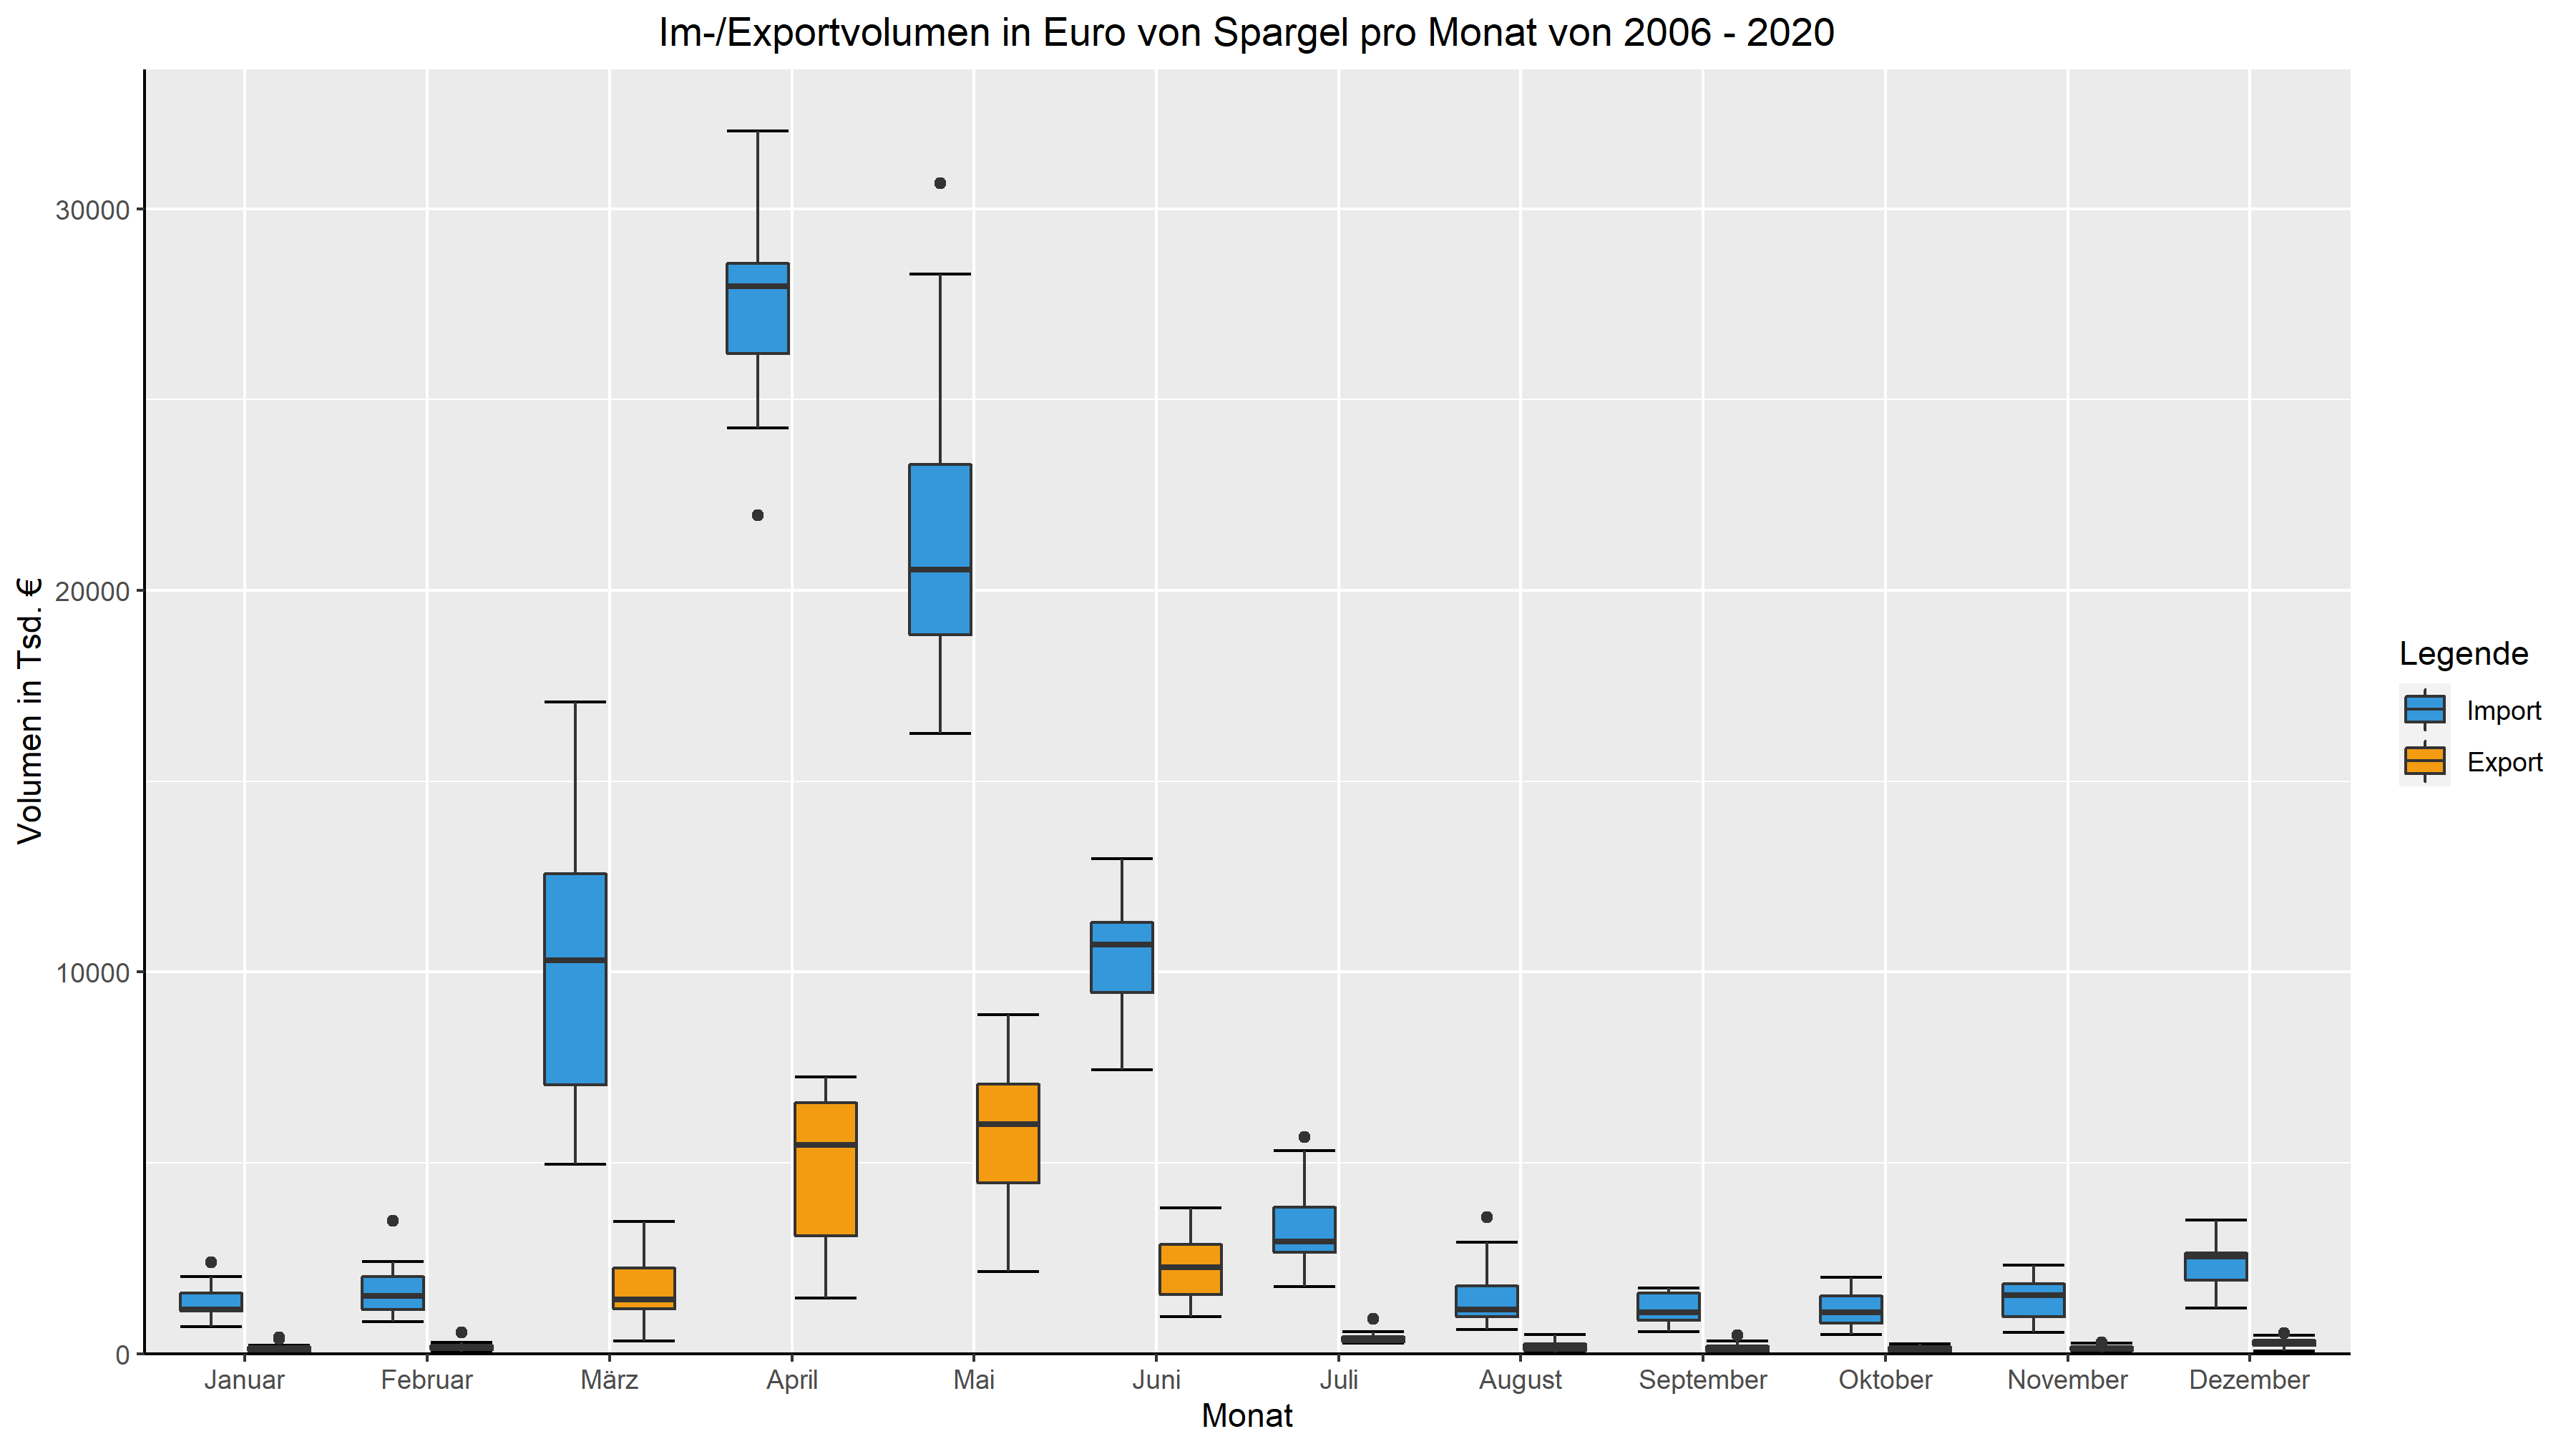 Im-/Exportvolumen in Euro von Spargel pro Monat von 2006 - 2020
Volumen in Tsd. €
30000
20000
10000
0
Januar
Februar
März
April
Mai
Juni
Juli
August
September
Oktober
November
Dezember
Monat
Legende
Import
Export